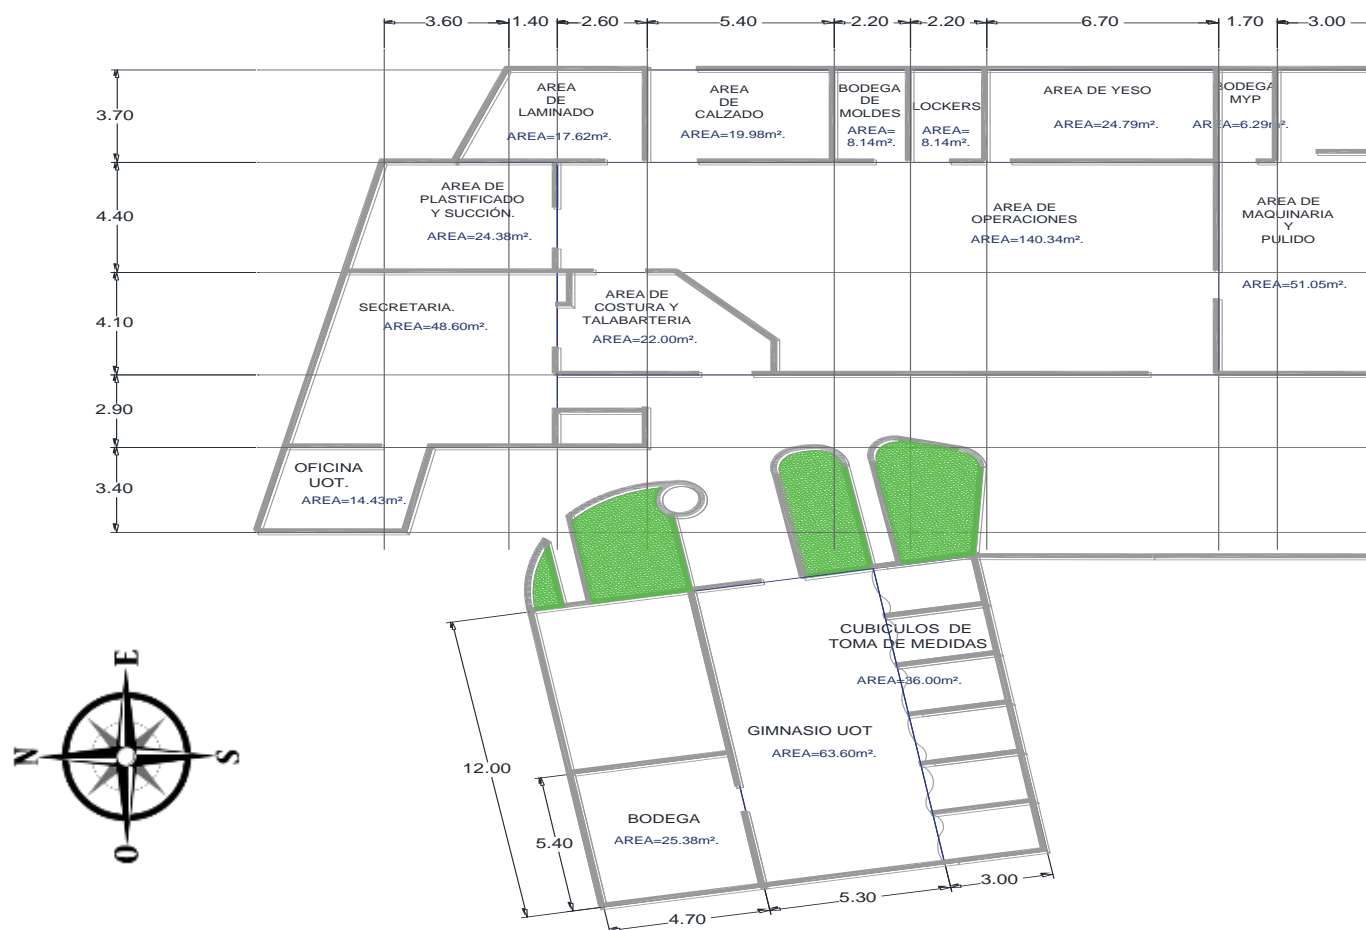 3.60 1.40 2.60 5.40 2.20 2.20 6.70 1.70 3.00
3.70
4.40
4.10
2.90
3.40
AREA
DE
LAMINADO
AREA=17.62m².
AREA
DE
CALZADO
AREA=19.98m².
BODEGA
DE
MOLDES
AREA=
8.14m².
LOCKERS
AREA=
8.14m².
AREA DE YESO
AREA=24.79m².
BODEGA
MYP
AREA=6.29m².
AREA DE
PLASTIFICADO
Y SUCCIÓN.
AREA=24.38m².
AREA DE
OPERACIONES
AREA=140.34m².
AREA DE
MAQUINARIA
Y
PULIDO
AREA=51.05m².
SECRETARIA.
AREA=48.60m².
AREA DE
COSTURA Y
TALABARTERIA
AREA=22.00m².
OFICINA
UOT.
AREA=14.43m².
CUBICULOS DE
TOMA DE MEDIDAS
AREA=36.00m².
GIMNASIO UOT
AREA=63.60m².
BODEGA
AREA=25.38m².
12.00
5.40
4.70
5.30
3.00
E
N
S
O